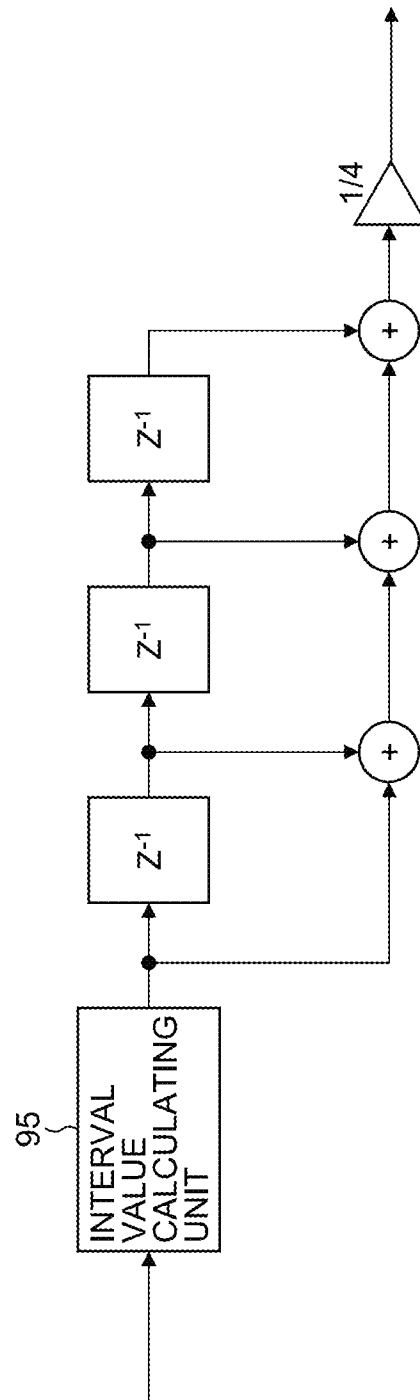 95
INTERVAL
VALUE
CALCULATING
UNIT
Z⁻¹
Z⁻¹
Z⁻¹
+
+
+
1/4